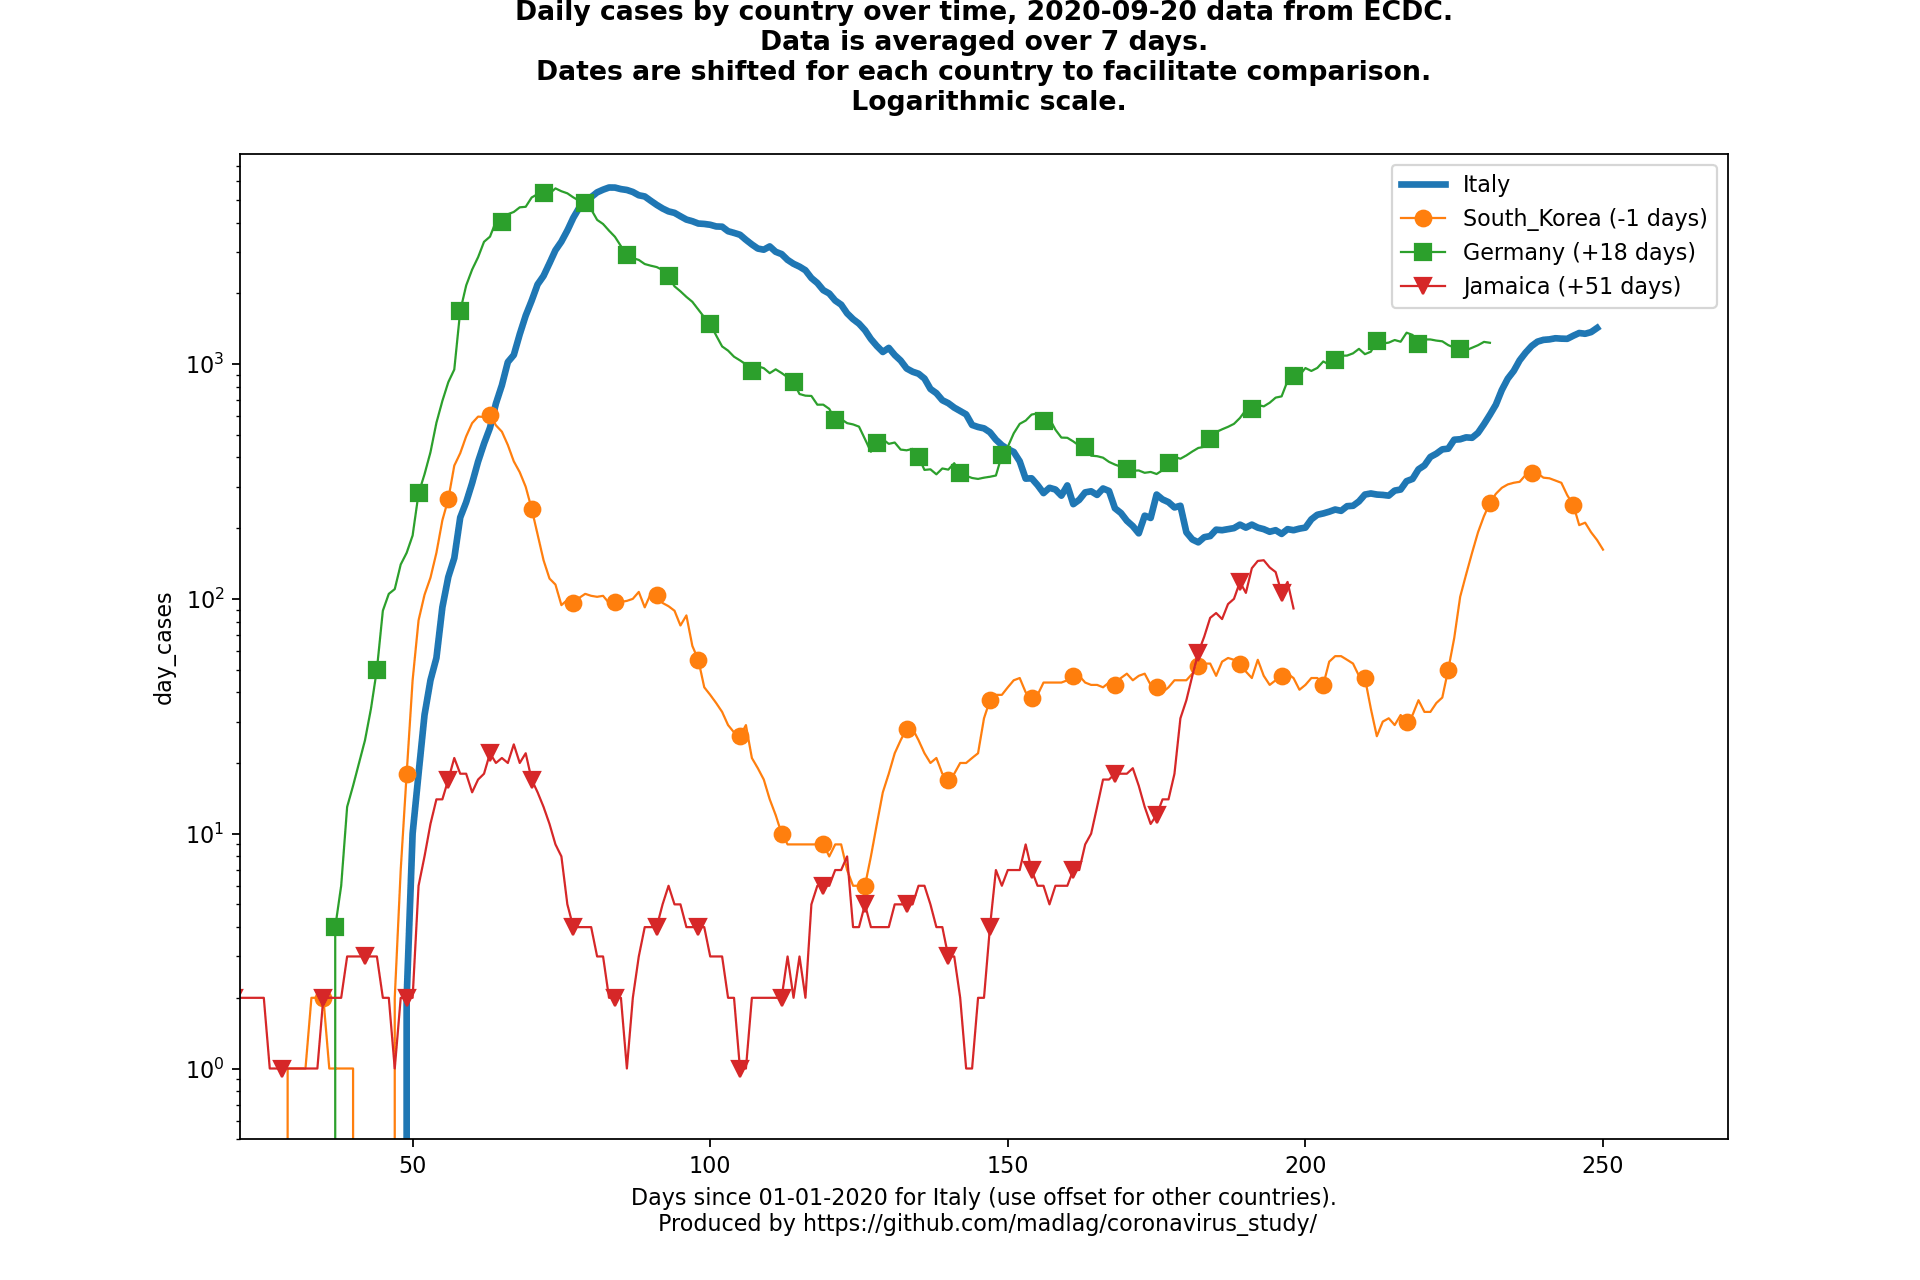 Daily cases by country over time, 2020-09-20 data from ECDC.
Data is averaged over 7 days.
Dates are shifted for each country to facilitate comparison.
Logarithmic scale.
Italy
South_Korea (-1 days)
Germany (+18 days)
Jamaica (+51 days)
day_cases
10³
10²
10¹
10⁰
50 100 150 200 250
Days since 01-01-2020 for Italy (use offset for other countries).
Produced by https://github.com/madlag/coronavirus_study/